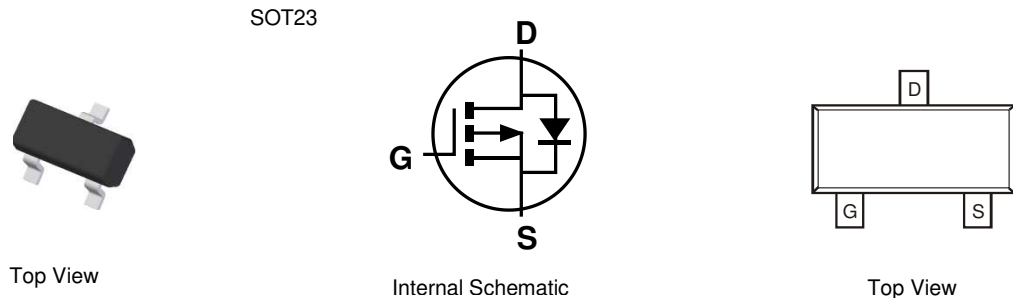 SOT23
D
G
S
D
G S
Top View
Internal Schematic
Top View